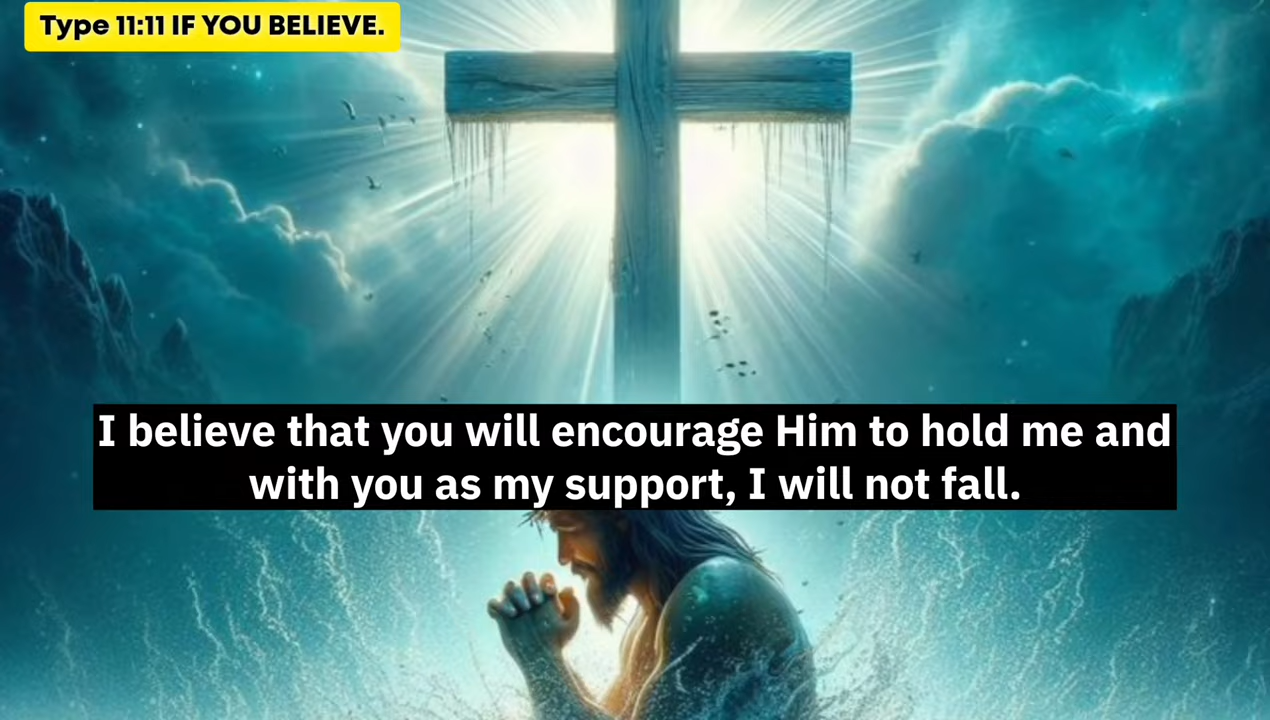 Type 11:11 IF YOU BELIEVE.
I believe that you will encourage Him to hold me and
with you as my support, I will not fall.